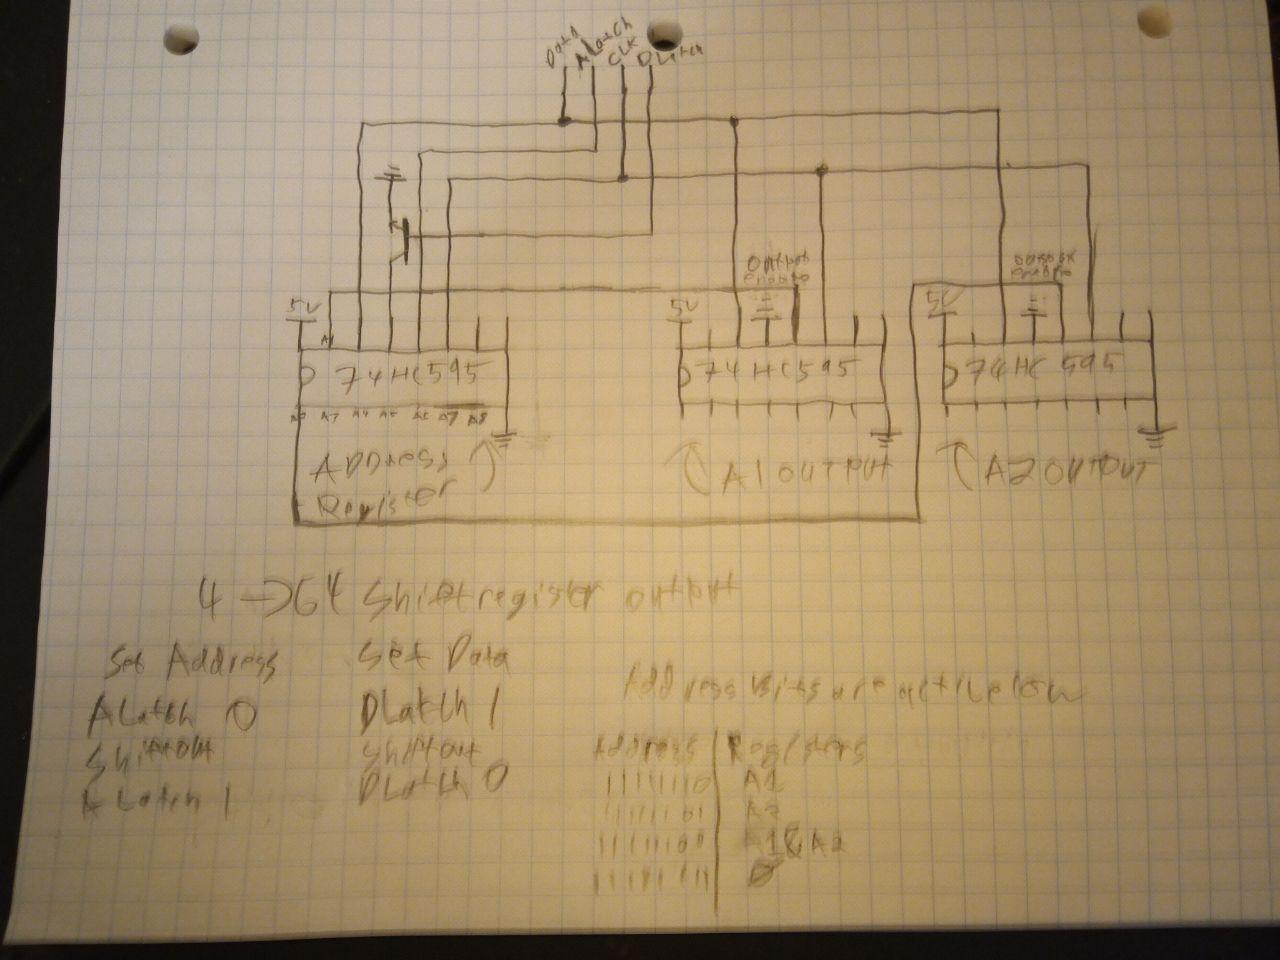 Data ALatch CLK DLatch
Output enable
Output enable
5V
5V
5V
A1
74HC595
74HC595
74HC595
A3 A4 A5 A6 A7 A8
Address Register
A1 output
A2 output
4 → 64 Shift register output
Set Address
ALatch 0
Shiftout
ALatch 1
Set Data
DLatch 1
Shiftout
DLatch 0
Address bits are active low
Address | Registers
11111110 A1
11111101 A2
11111100 A1&A2
11111111 Ø